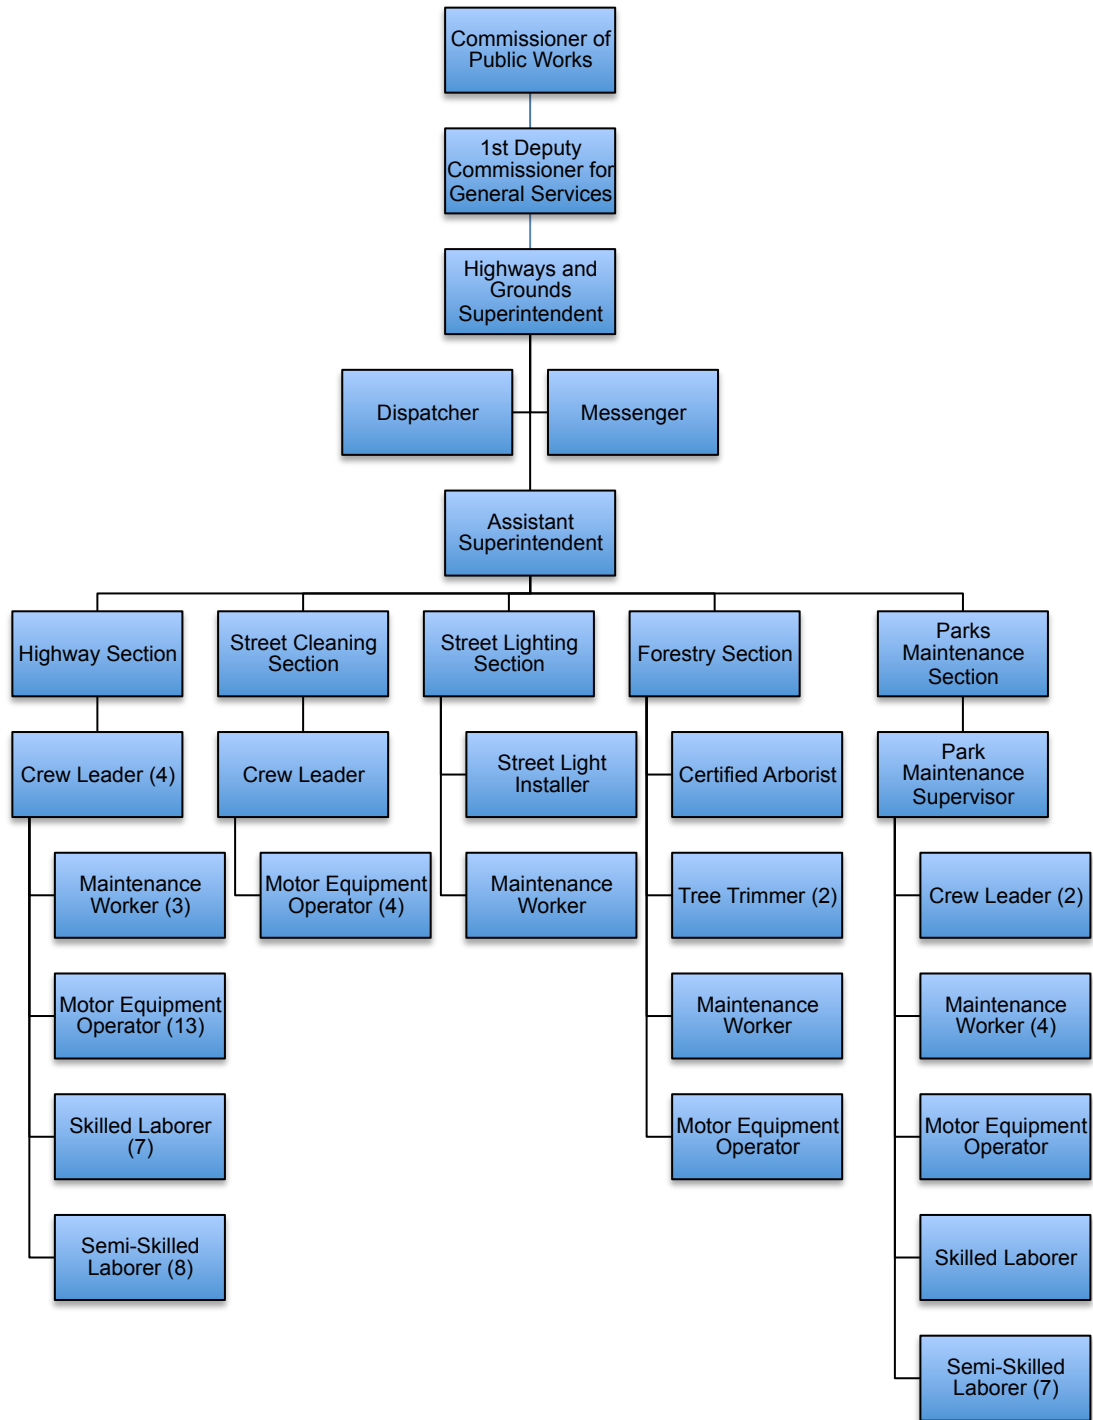 Commissioner of
Public Works
1st Deputy
Commissioner for
General Services
Highways and
Grounds
Superintendent
Dispatcher
Messenger
Assistant
Superintendent
Highway Section
Street Cleaning
Section
Street Lighting
Section
Forestry Section
Parks
Maintenance
Section
Crew Leader (4)
Crew Leader
Street Light
Installer
Certified Arborist
Park
Maintenance
Supervisor
Maintenance
Worker (3)
Motor Equipment
Operator (4)
Maintenance
Worker
Tree Trimmer (2)
Crew Leader (2)
Motor Equipment
Operator (13)
Maintenance
Worker
Maintenance
Worker (4)
Skilled Laborer
(7)
Motor Equipment
Operator
Motor Equipment
Operator
Semi-Skilled
Laborer (8)
Skilled Laborer
Semi-Skilled
Laborer (7)